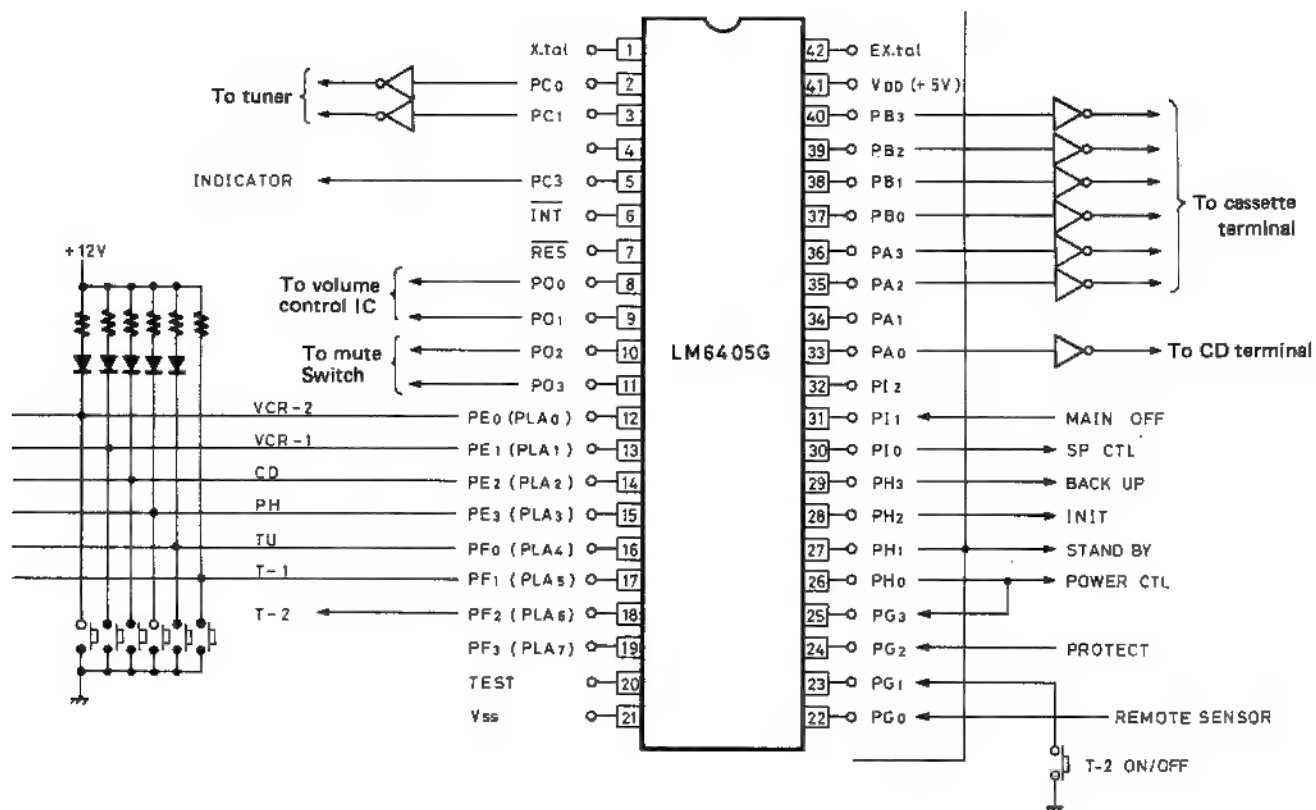 X.tal 1
To tuner
PC0 2
PC1 3
4
INDICATOR PC3 5
INT 6
RES 7
+12V
To volume
control IC
PO0 8
PO1 9
To mute
Switch
PO2 10
PO3 11
VCR-2 PE0 (PLA0) 12
VCR-1 PE1 (PLA1) 13
CD PE2 (PLA2) 14
PH PE3 (PLA3) 15
TU PF0 (PLA4) 16
T-1 PF1 (PLA5) 17
T-2 PF2 (PLA6) 18
PF3 (PLA7) 19
TEST 20
Vss 21
LM6405G
42 EX.tal
41 VDD (+5V)
40 PB3
39 PB2
38 PB1
37 PB0
36 PA3
35 PA2
To cassette
terminal
34 PA1
33 PA0 To CD terminal
32 PI2
31 PI1 MAIN OFF
30 PI0 SP CTL
29 PH3 BACK UP
28 PH2 INIT
27 PH1 STAND BY
26 PH0 POWER CTL
25 PG3
24 PG2 PROTECT
23 PG1
22 PG0 REMOTE SENSOR
T-2 ON/OFF